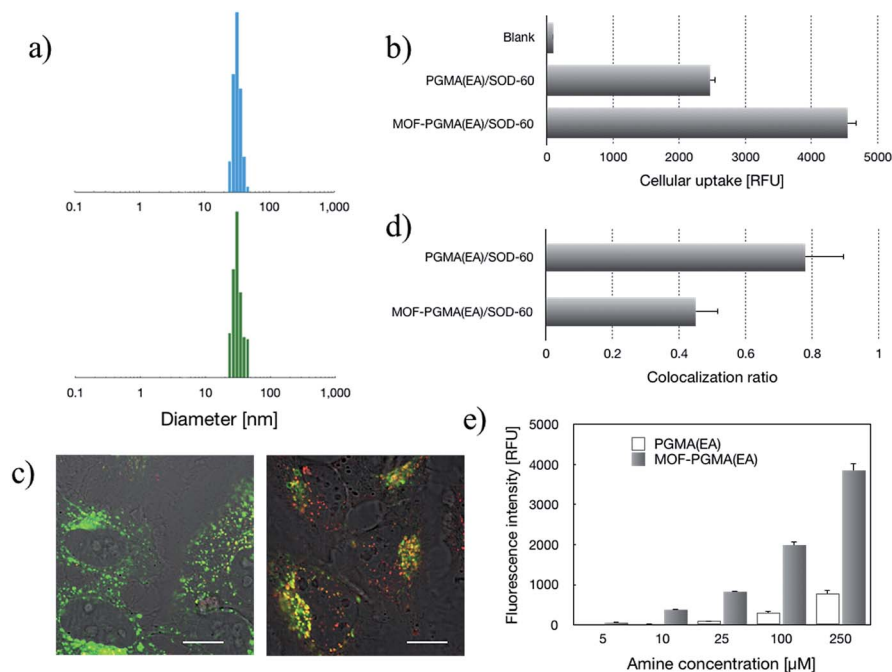 a)
0.1 1 10 100 1,000
0.1 1 10 100 1,000
Diameter [nm]
b)
Blank
PGMA(EA)/SOD-60
MOF-PGMA(EA)/SOD-60
0 1000 2000 3000 4000 5000
Cellular uptake [RFU]
d)
PGMA(EA)/SOD-60
MOF-PGMA(EA)/SOD-60
0 0.2 0.4 0.6 0.8 1
Colocalization ratio
c)
e)
Fluorescence intensity [RFU]
5000
4000
3000
2000
1000
0
PGMA(EA)
MOF-PGMA(EA)
5 10 25 100 250
Amine concentration [µM]